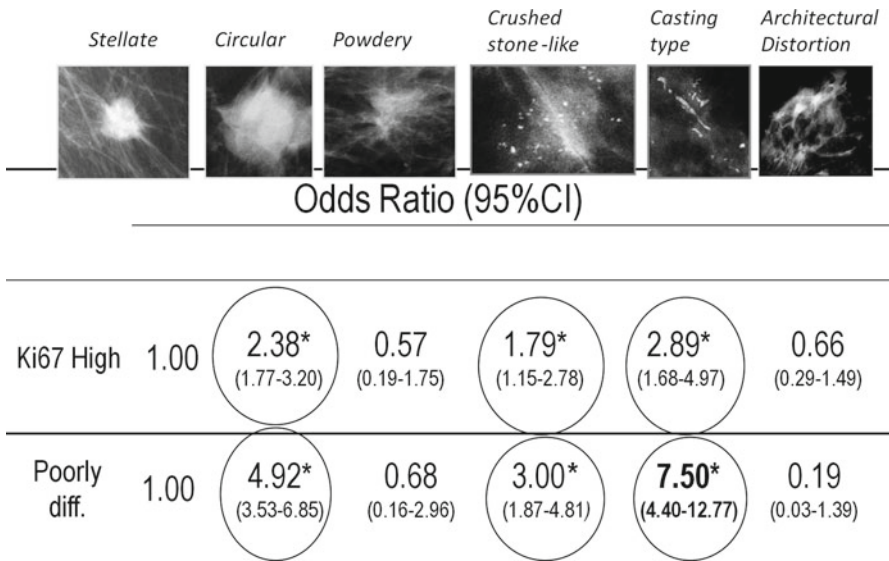 Stellate Circular Powdery Crushed stone -like Casting type Architectural Distortion
Odds Ratio (95%CI)
Ki67 High 1.00 2.38* 0.57 1.79* 2.89* 0.66
(1.77-3.20) (0.19-1.75) (1.15-2.78) (1.68-4.97) (0.29-1.49)
Poorly diff. 1.00 4.92* 0.68 3.00* 7.50* 0.19
(3.53-6.85) (0.16-2.96) (1.87-4.81) (4.40-12.77) (0.03-1.39)